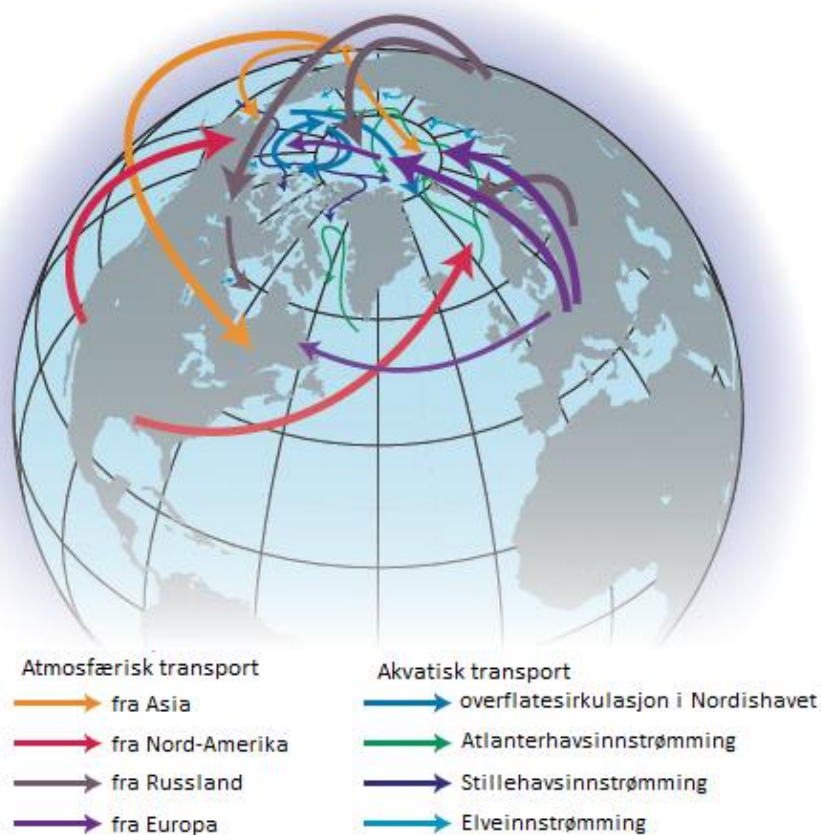 Atmosfærisk transport
fra Asia
fra Nord-Amerika
fra Russland
fra Europa
Akvatisk transport
overflatesirkulasjon i Nordishavet
Atlanterhavsinnstrømming
Stillehavsinnstrømming
Elveinnstrømming